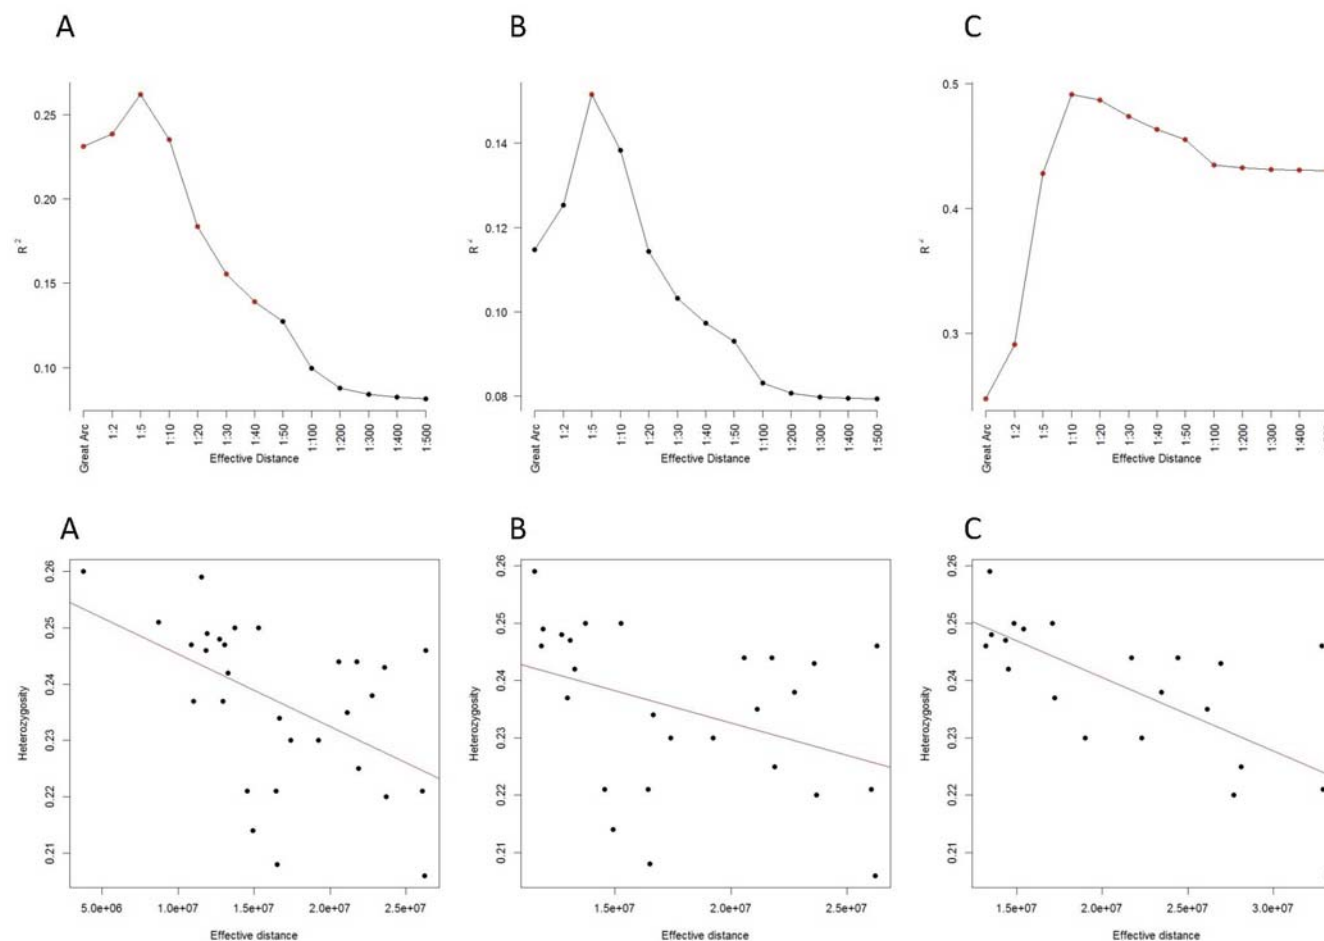 A B C
0.25
0.20
0.15
0.10
R 2
Great Arc 1:2 1:5 1:10 1:20 1:30 1:40 1:50 1:100 1:200 1:300 1:400 1:500
Effective Distance
0.14
0.12
0.10
0.08
R
Great Arc 1:2 1:5 1:10 1:20 1:30 1:40 1:50 1:100 1:200 1:300 1:400 1:500
Effective Distance
0.5
0.4
0.3
R
Great Arc 1:2 1:5 1:10 1:20 1:30 1:40 1:50 1:100 1:200 1:300 1:400
Effective Distance
A B C
0.26
0.25
0.24
0.23
0.22
0.21
Heterozygosity
5.0e+06 1.0e+07 1.5e+07 2.0e+07 2.5e+07
Effective distance
0.26
0.25
0.24
0.23
0.22
0.21
Heterozygosity
1.5e+07 2.0e+07 2.5e+07
Effective distance
0.26
0.25
0.24
0.23
0.22
0.21
Heterozygosity
1.5e+07 2.0e+07 2.5e+07 3.0e+07
Effective distance